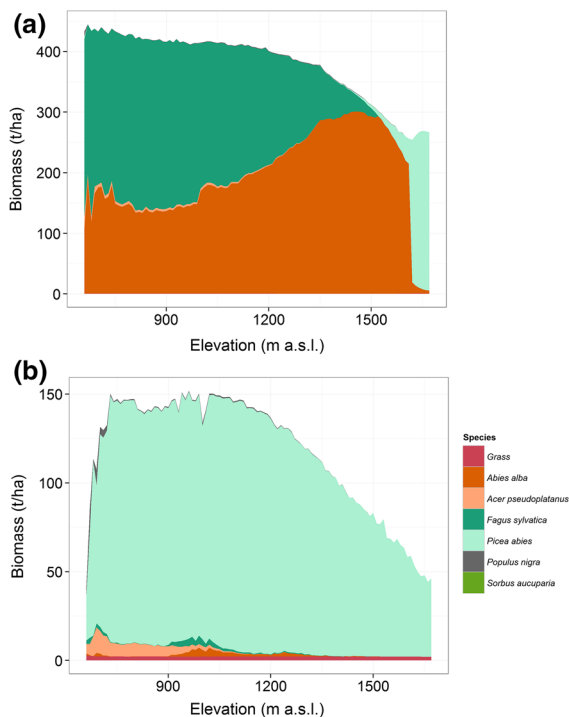 (a)
Biomass (t/ha)
400
300
200
100
0
900
1200
1500
Elevation (m a.s.l.)
(b)
Biomass (t/ha)
150
100
50
0
900
1200
1500
Elevation (m a.s.l.)
Species
Grass
Abies alba
Acer pseudoplatanus
Fagus sylvatica
Picea abies
Populus nigra
Sorbus aucuparia